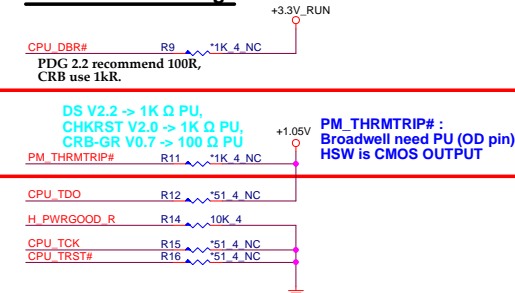 +3.3V_RUN
CPU_DBR# R9 *1K_4_NC
PDG 2.2 recommend 100R,
CRB use 1kR.
DS V2.2 -> 1K Ω PU,
CHKRST V2.0 -> 1K Ω PU,
CRB-GR V0.7 -> 100 Ω PU
+1.05V
PM_THRMTRIP# :
Broadwell need PU (OD pin)
HSW is CMOS OUTPUT
PM_THRMTRIP# R11 *1K_4_NC
CPU_TDO R12 *51_4_NC
H_PWRGOOD_R R14 10K_4
CPU_TCK R15 *51_4_NC
CPU_TRST# R16 *51_4_NC